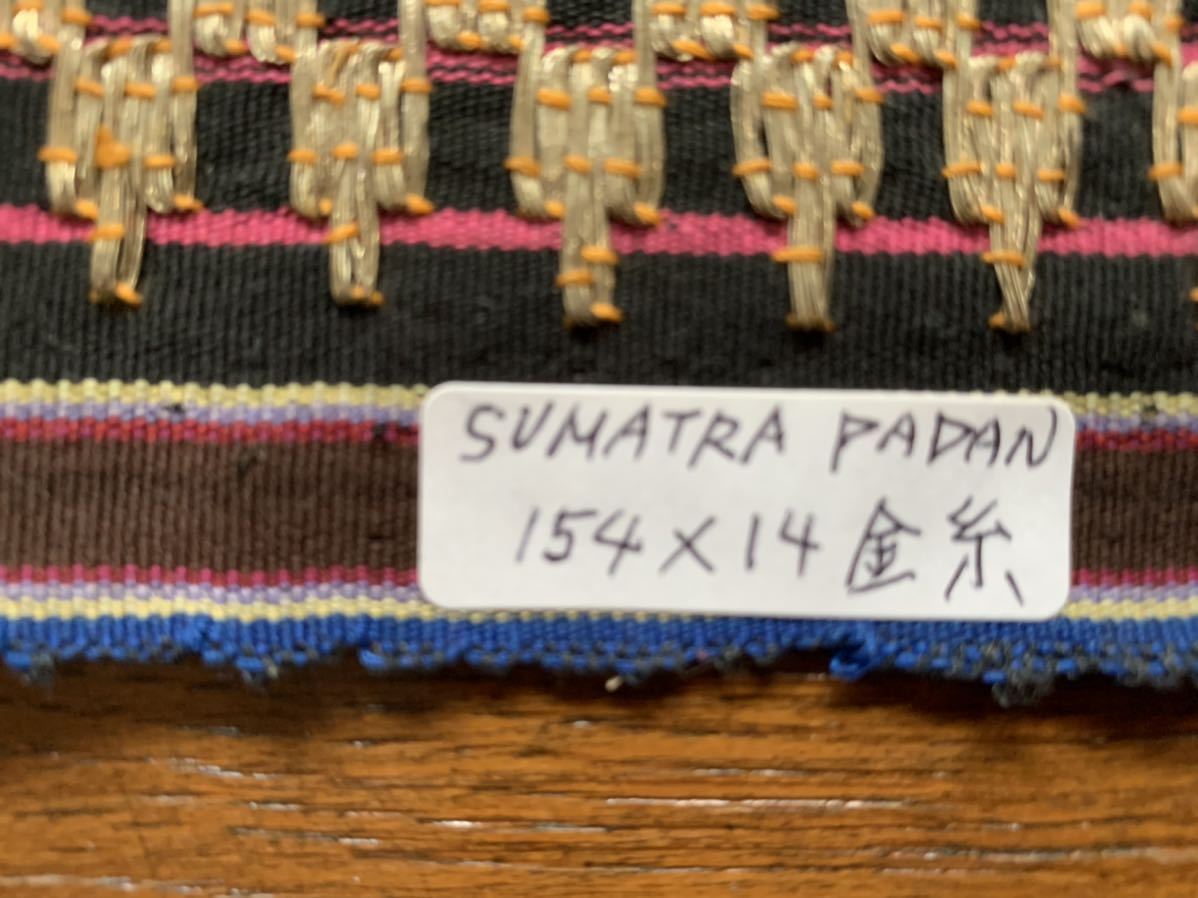 SUMATRA PADAN
154×14 金糸